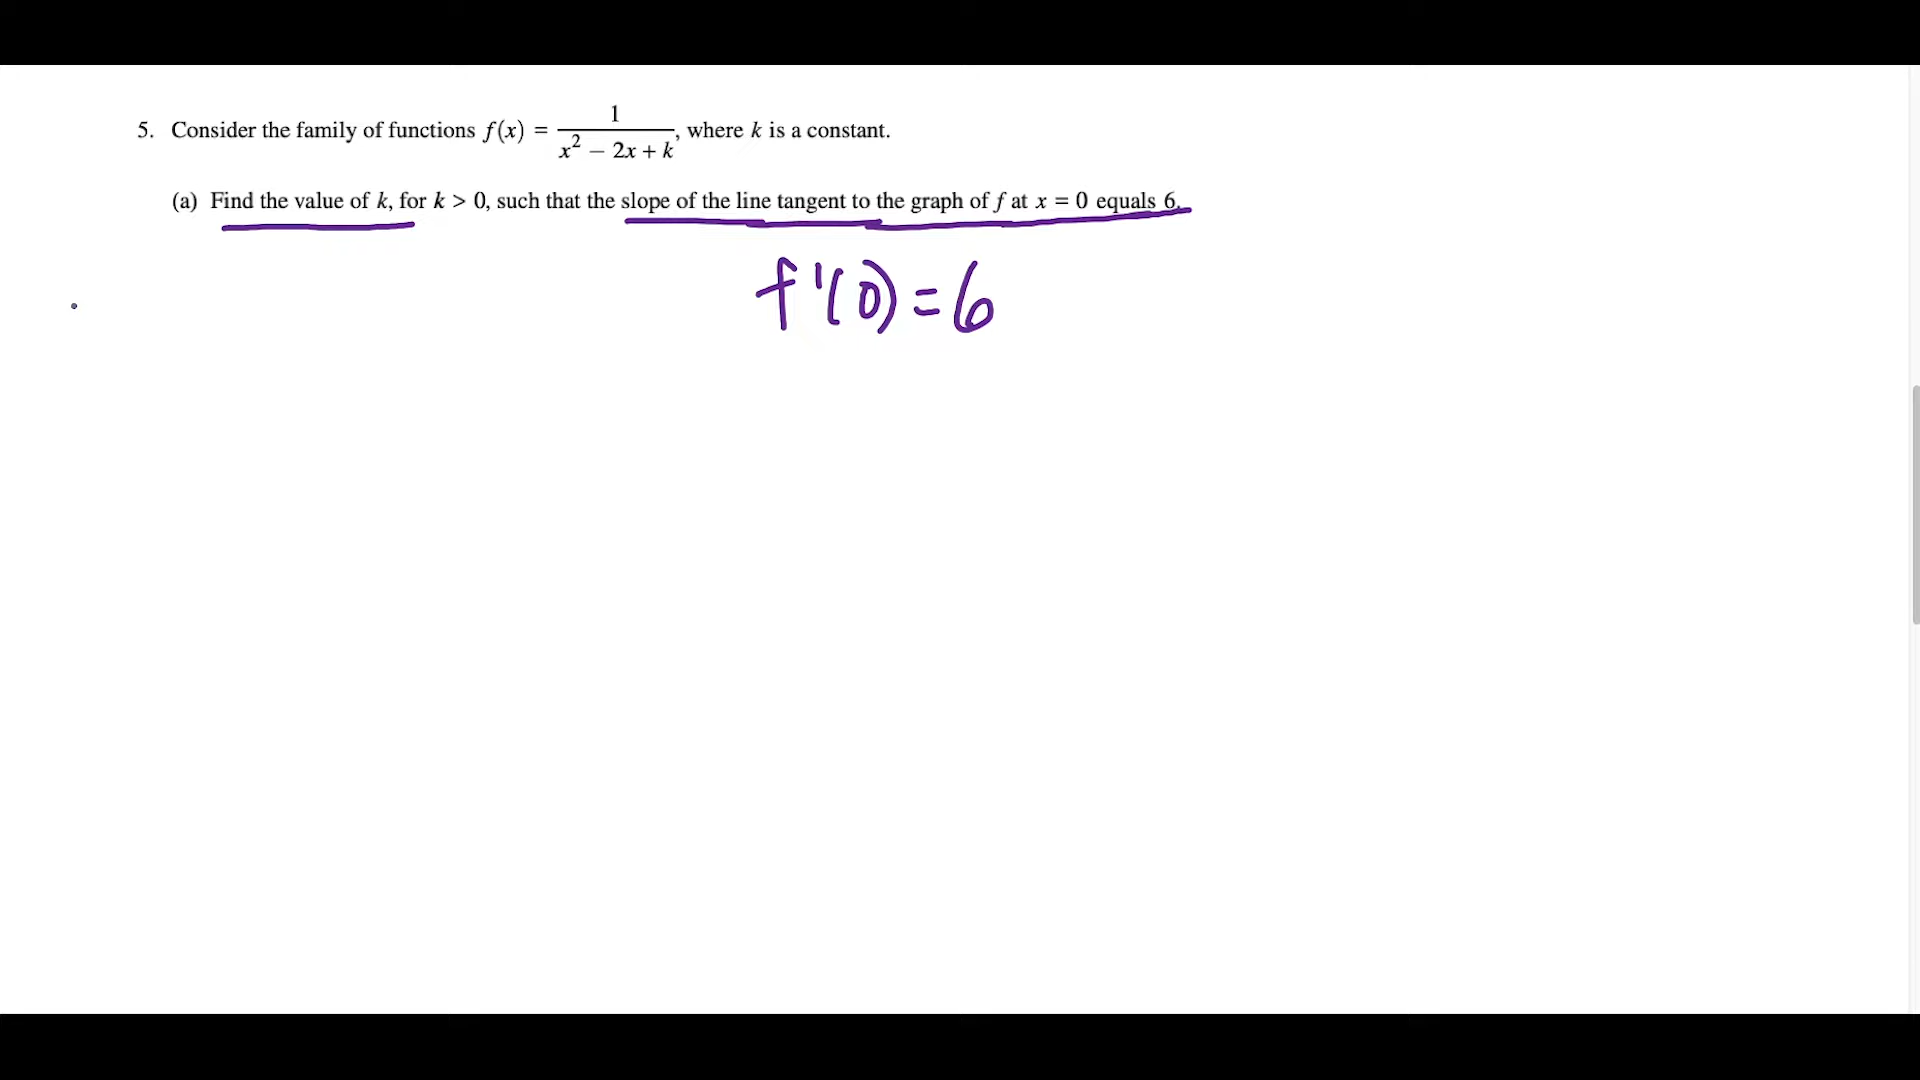 5. Consider the family of functions f(x) = 1/(x² − 2x + k), where k is a constant.
(a) Find the value of k, for k > 0, such that the slope of the line tangent to the graph of f at x = 0 equals 6.
f'(0) = 6